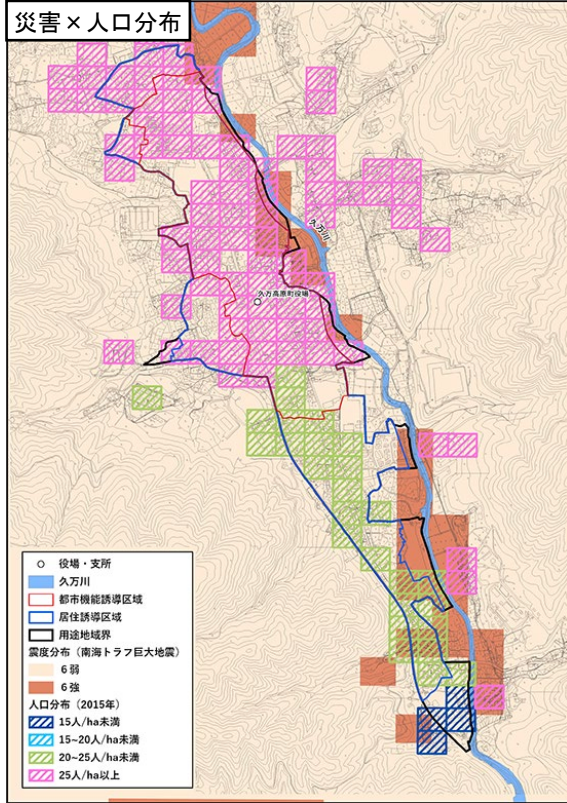 災害×人口分布
久万川
久万高原町役場
役場・支所
久万川
都市機能誘導区域
居住誘導区域
用途地域界
震度分布（南海トラフ巨大地震）
6弱
6強
人口分布（2015年）
15人/ha未満
15~20人/ha未満
20~25人/ha未満
25人/ha以上